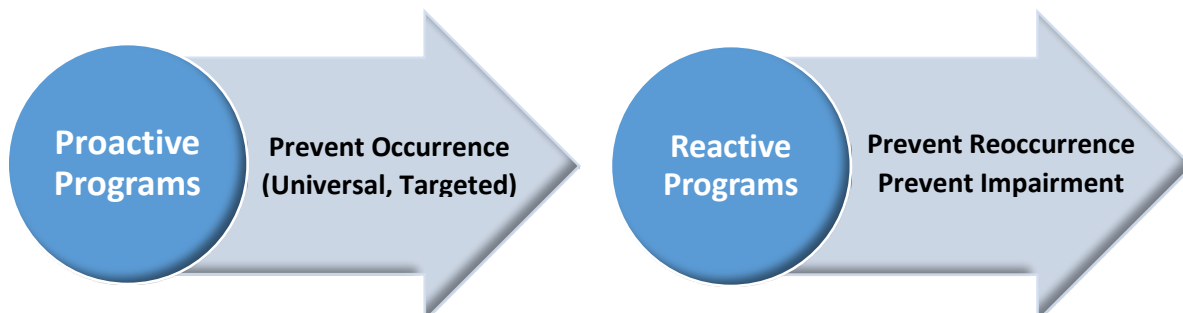 Proactive
Programs
Prevent Occurrence
(Universal, Targeted)
Reactive
Programs
Prevent Reoccurrence
Prevent Impairment